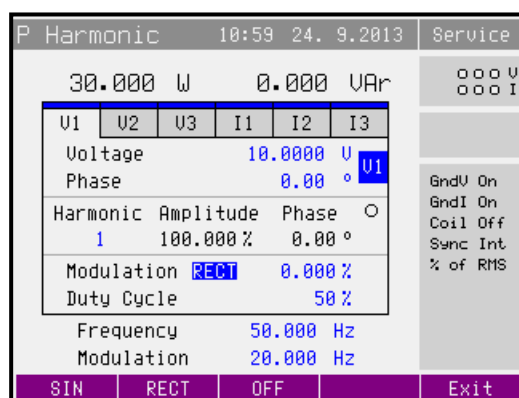 P Harmonic 10:59 24. 9.2013 Service
30.000 W 0.000 VAr
ooo V
ooo I
V1 V2 V3 I1 I2 I3
Voltage 10.0000 V
V1
Phase 0.00 °
Harmonic Amplitude Phase
1 100.000 % 0.00 °
Modulation RECT 0.000 %
Duty Cycle 50 %
Frequency 50.000 Hz
Modulation 20.000 Hz
GndV On
GndI On
Coil Off
Sync Int
% of RMS
SIN RECT OFF Exit